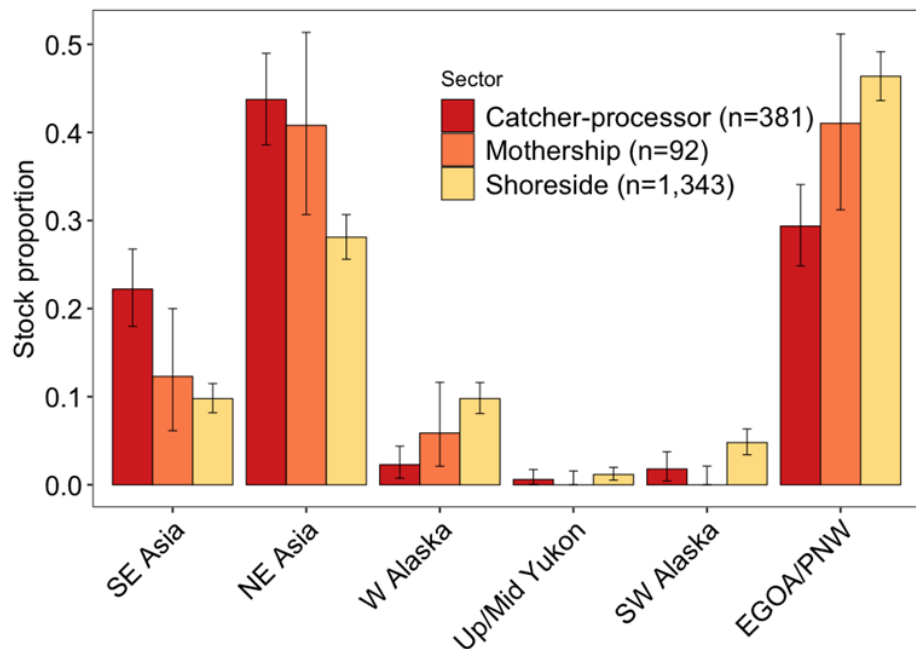 Stock proportion
0.5
0.4
0.3
0.2
0.1
0.0
Sector
Catcher-processor (n=381)
Mothership (n=92)
Shoreside (n=1,343)
SE Asia
NE Asia
W Alaska
Up/Mid Yukon
SW Alaska
EGOA/PNW